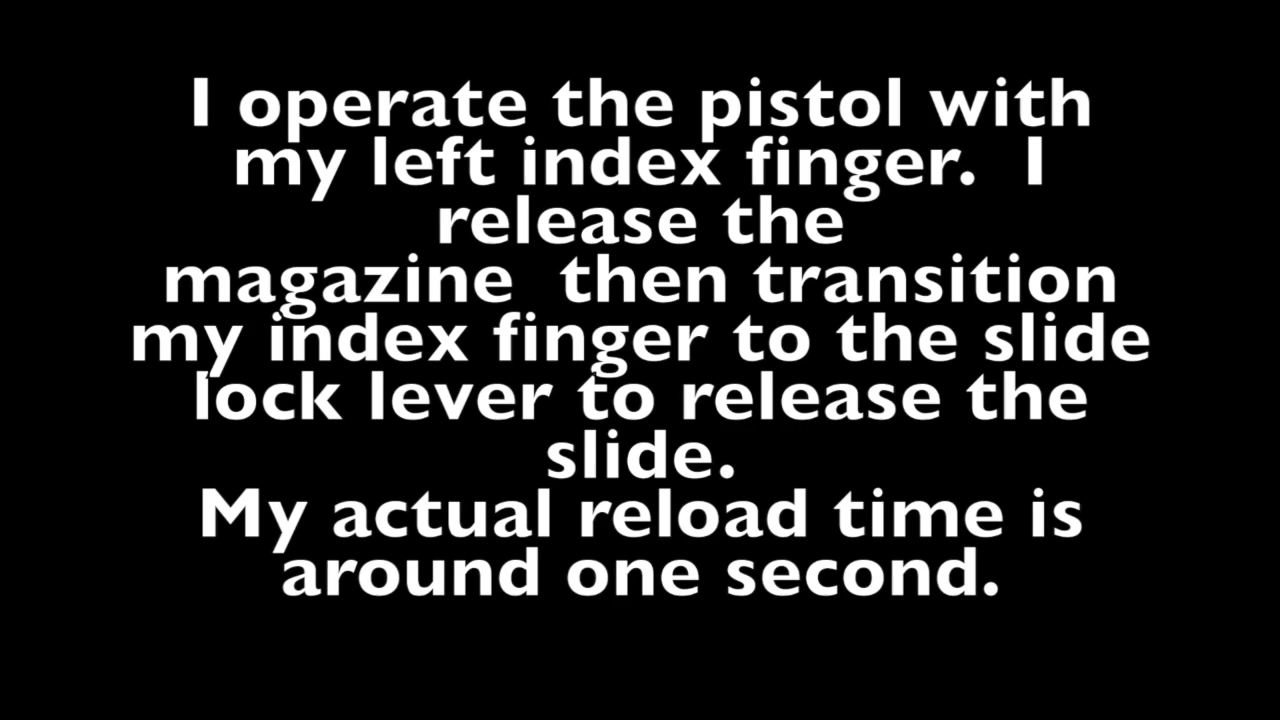 I operate the pistol with
my left index finger.  I
release the
magazine  then transition
my index finger to the slide
lock lever to release the
slide.
My actual reload time is
around one second.